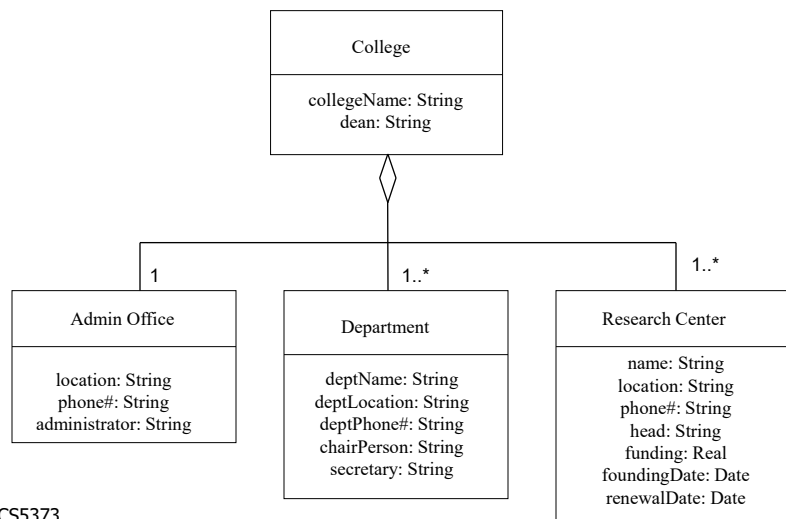 College
collegeName: String
dean: String
1
1..*
1..*
Admin Office
location: String
phone#: String
administrator: String
Department
deptName: String
deptLocation: String
deptPhone#: String
chairPerson: String
secretary: String
Research Center
name: String
location: String
phone#: String
head: String
funding: Real
foundingDate: Date
renewalDate: Date
CS5373